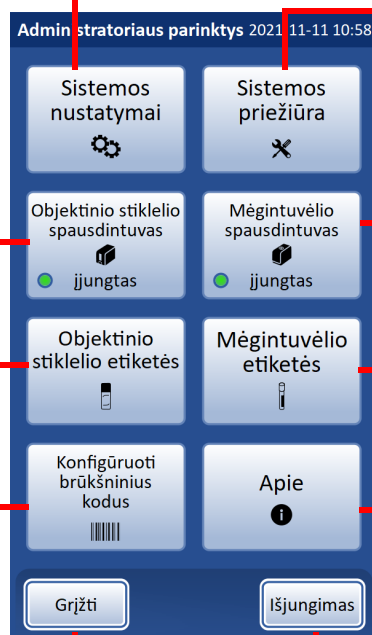 Administratoriaus parinktys 2021-11-11 10:58
Sistemos
nustatymai
Sistemos
priežiūra
Objektinio stiklelio
spausdintuvas
įjungtas
Mėgintuvėlio
spausdintuvas
įjungtas
Objektinio
stiklelio etiketės
Mėgintuvėlio
etiketės
Konfigūruoti
brūkšninius
kodus
Apie
Grįžti
Išjungimas